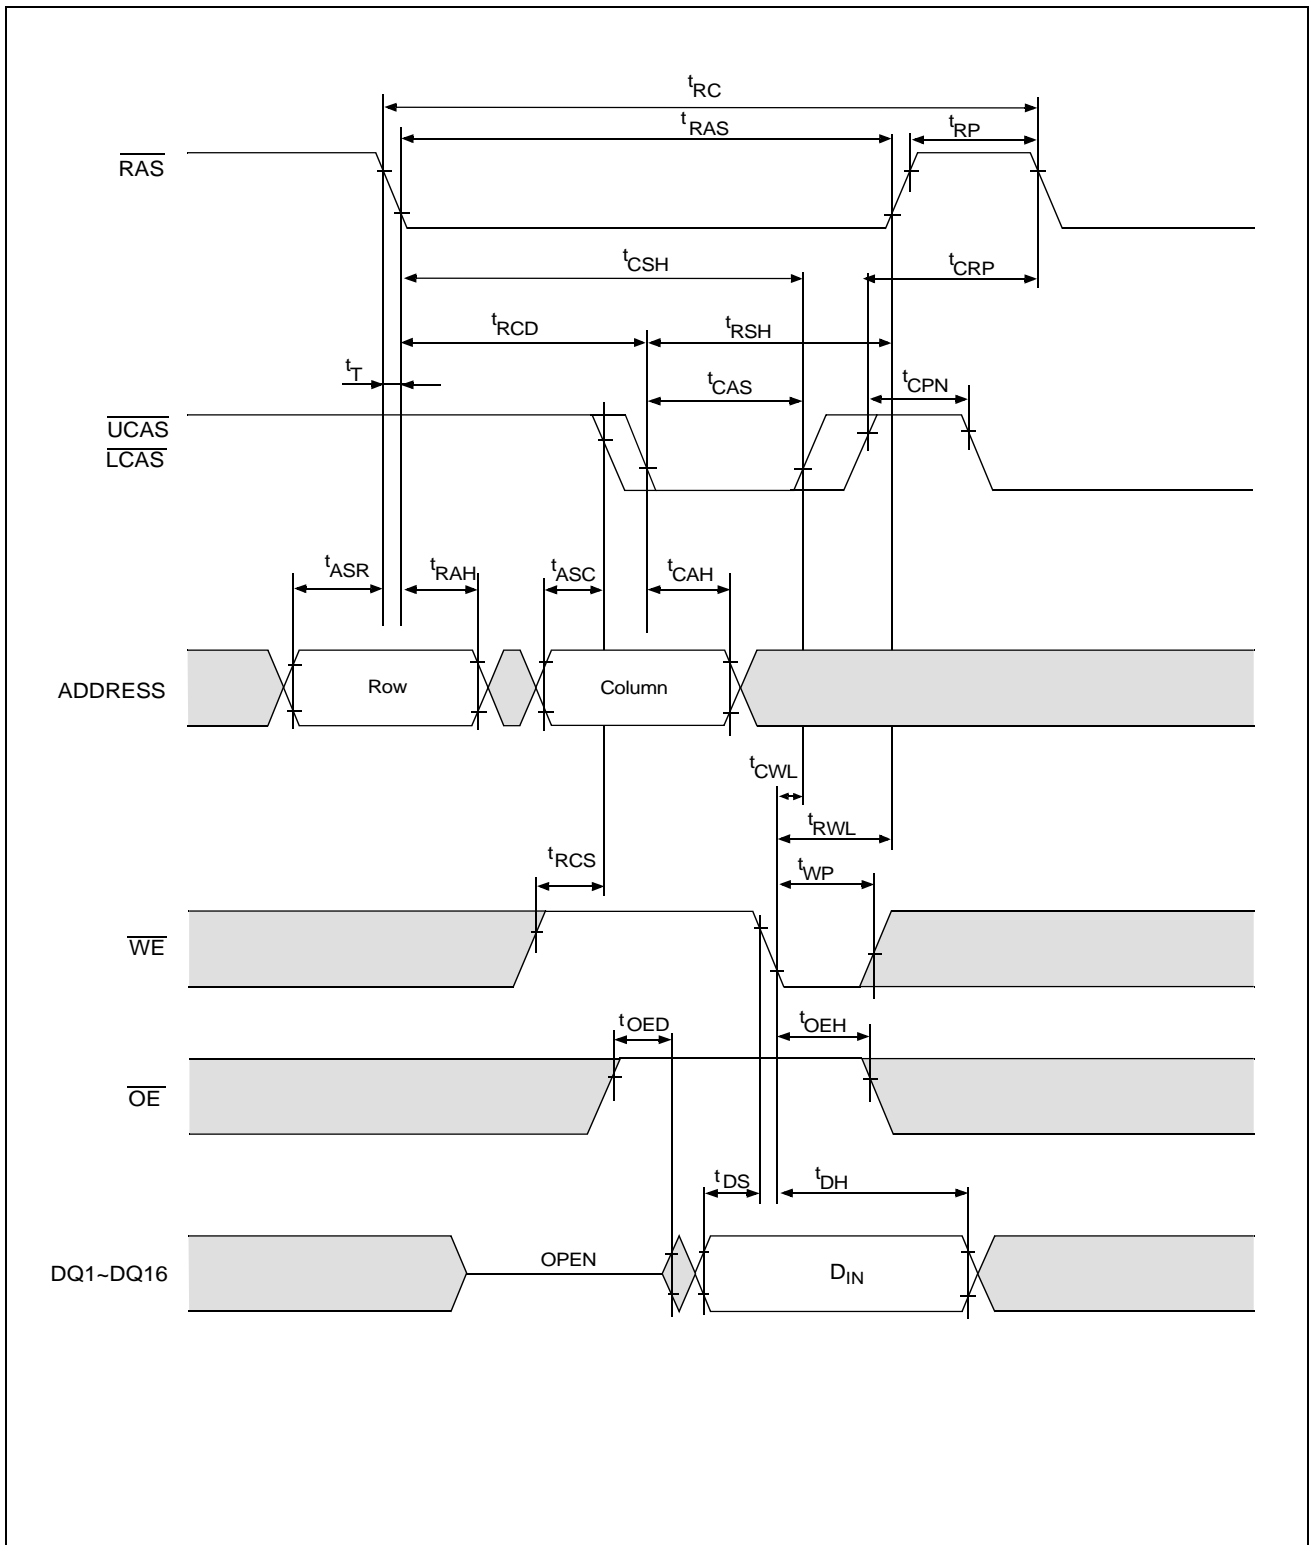 tRC
tRAS
tRP
RAS
tCSH
tCRP
tRCD
tRSH
tT
tCAS
tCPN
UCAS
LCAS
tASR
tRAH
tASC
tCAH
ADDRESS
Row
Column
tCWL
tRWL
tRCS
tWP
WE
tOED
tOEH
OE
tDS
tDH
DQ1~DQ16
OPEN
DIN